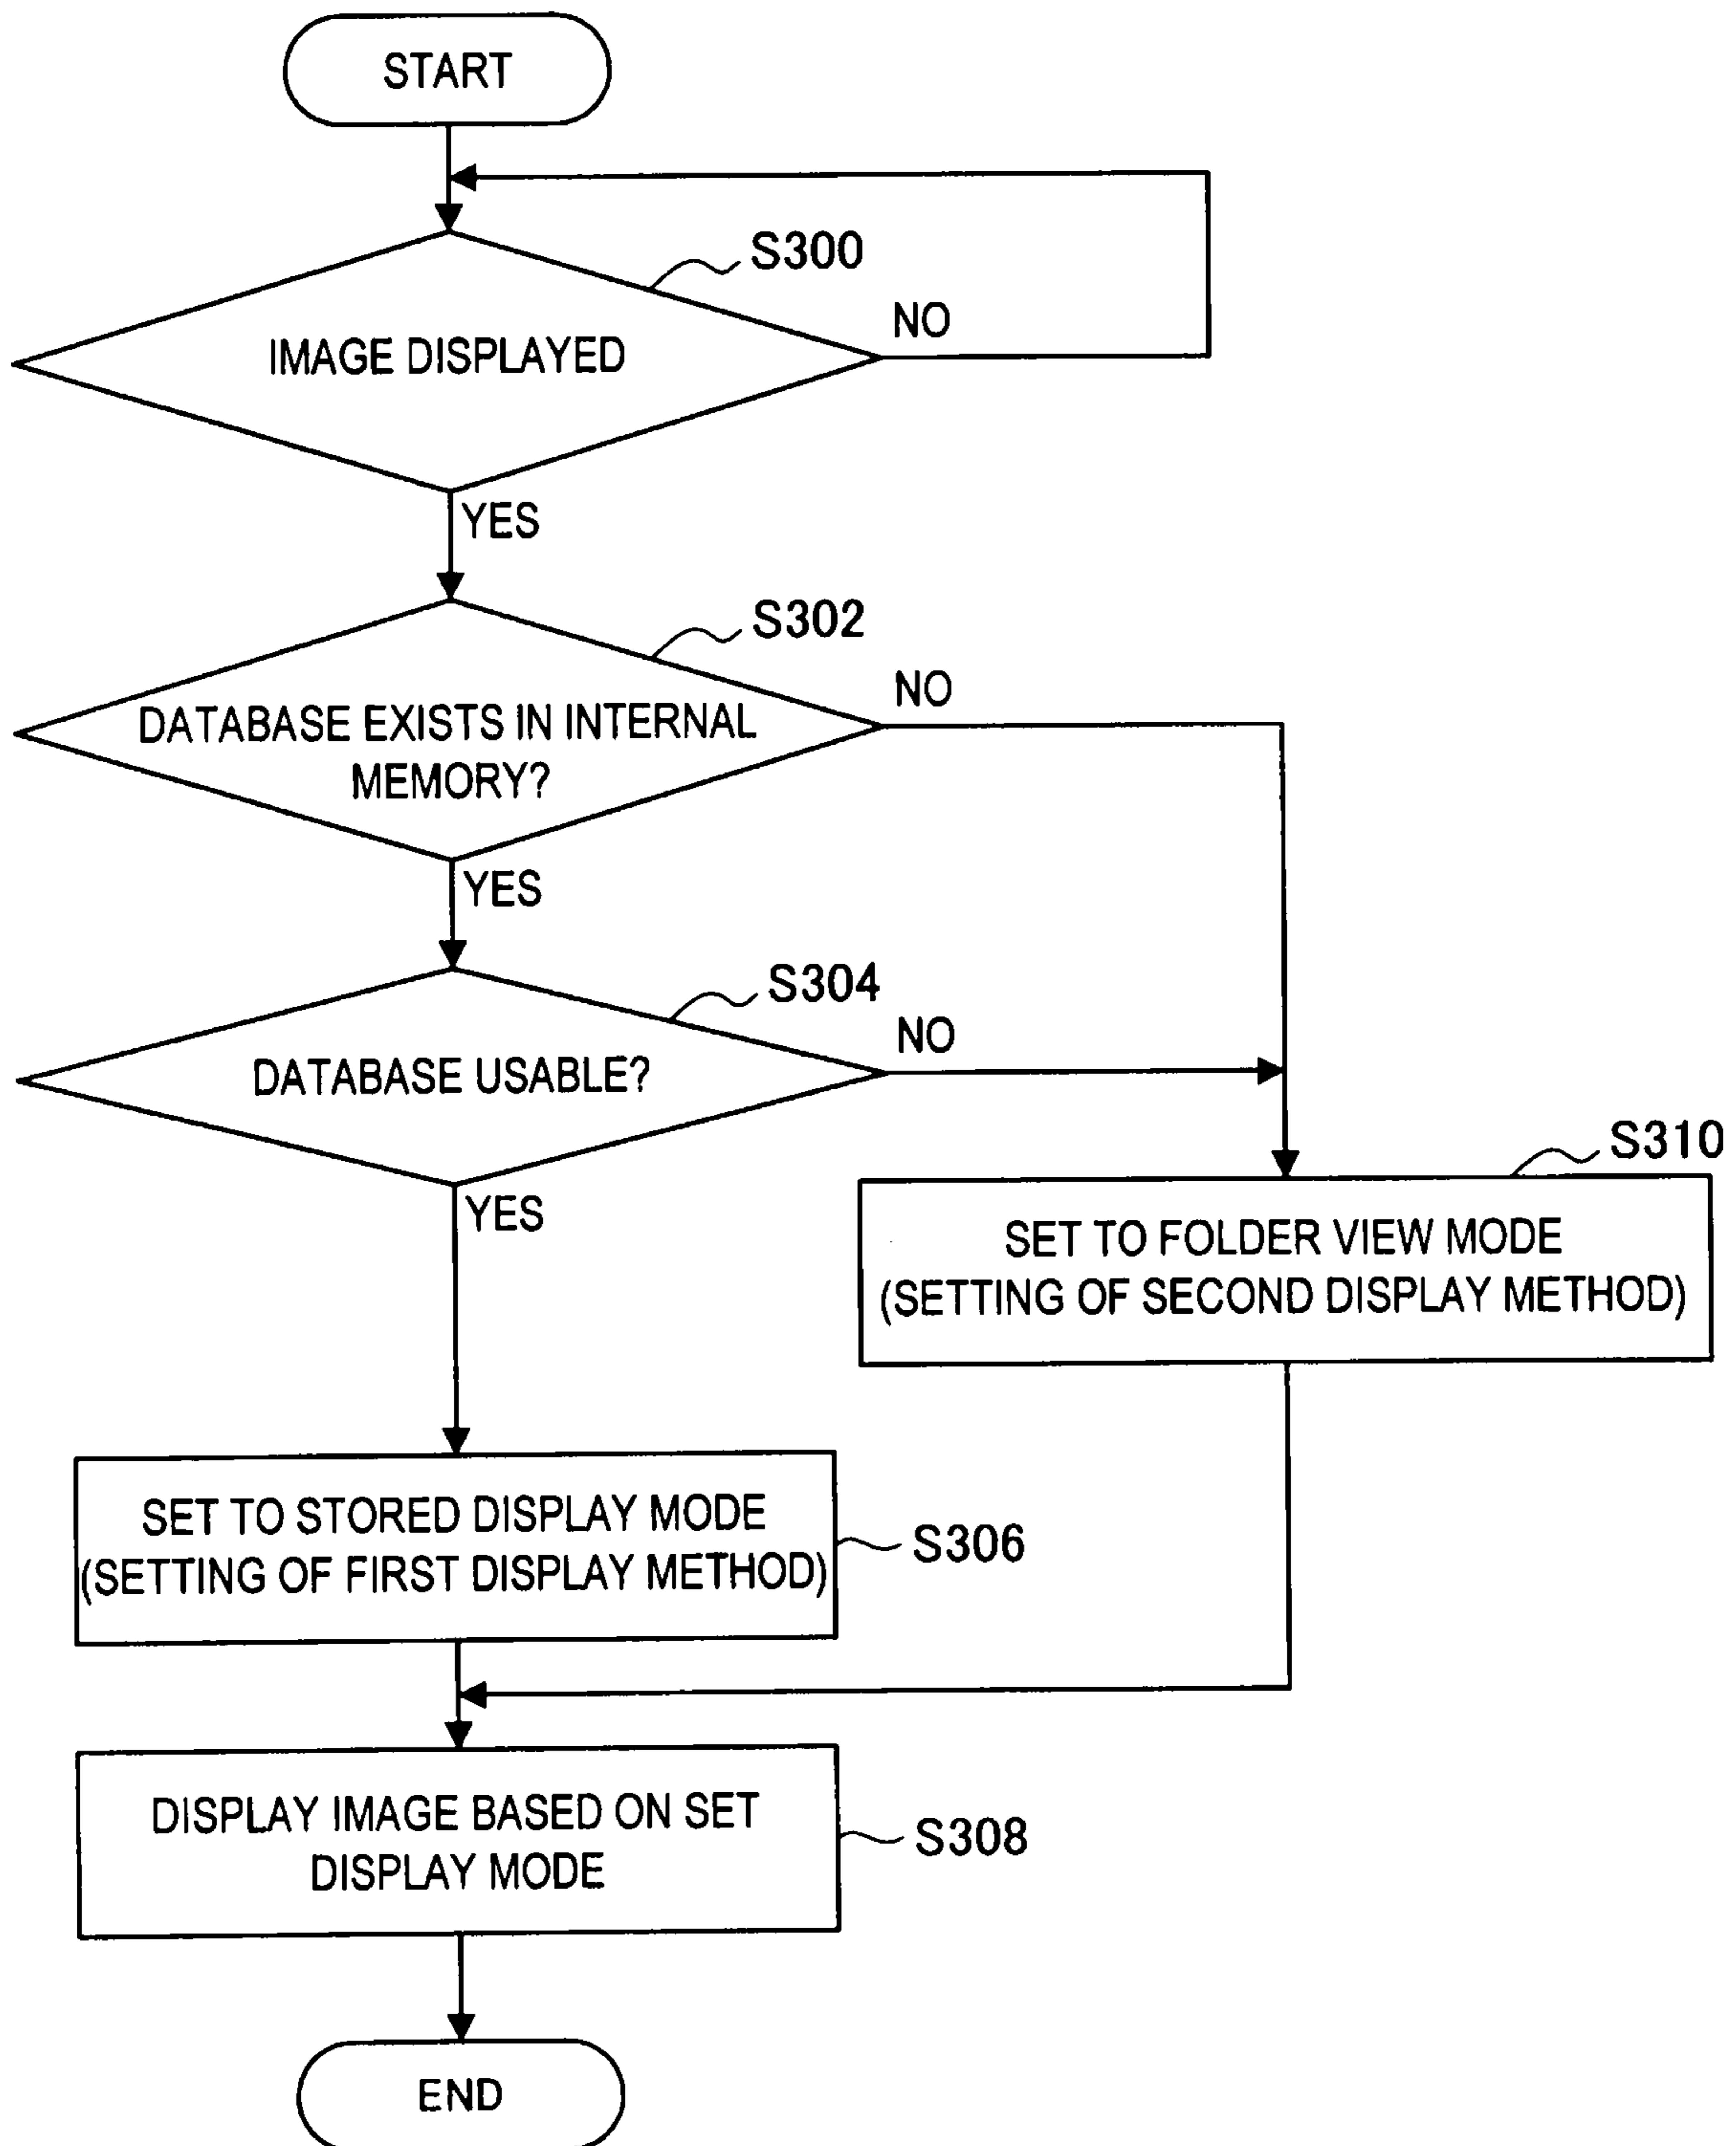 START
S300
NO
IMAGE DISPLAYED
YES
S302
NO
DATABASE EXISTS IN INTERNAL
MEMORY?
YES
S304
NO
DATABASE USABLE?
YES
S310
SET TO FOLDER VIEW MODE
(SETTING OF SECOND DISPLAY METHOD)
SET TO STORED DISPLAY MODE
(SETTING OF FIRST DISPLAY METHOD)
S306
DISPLAY IMAGE BASED ON SET
DISPLAY MODE
S308
END